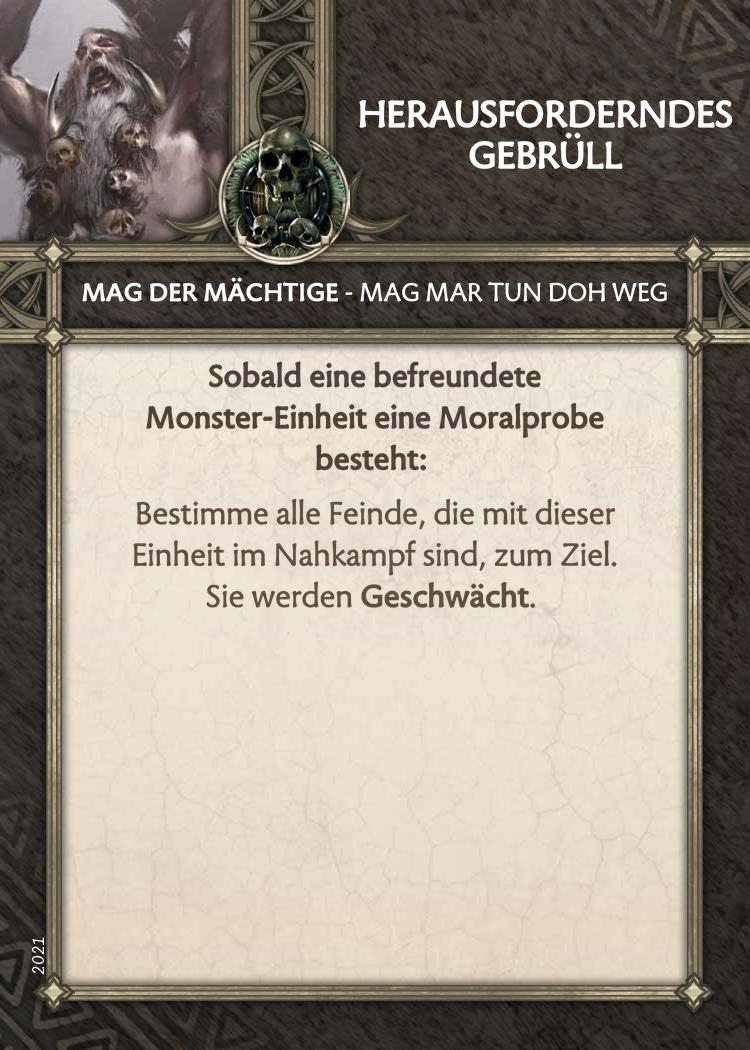 HERAUSFORDERNDES
GEBRÜLL
MAG DER MÄCHTIGE - MAG MAR TUN DOH WEG
Sobald eine befreundete
Monster-Einheit eine Moralprobe
besteht:
Bestimme alle Feinde, die mit dieser
Einheit im Nahkampf sind, zum Ziel.
Sie werden Geschwächt.
2021